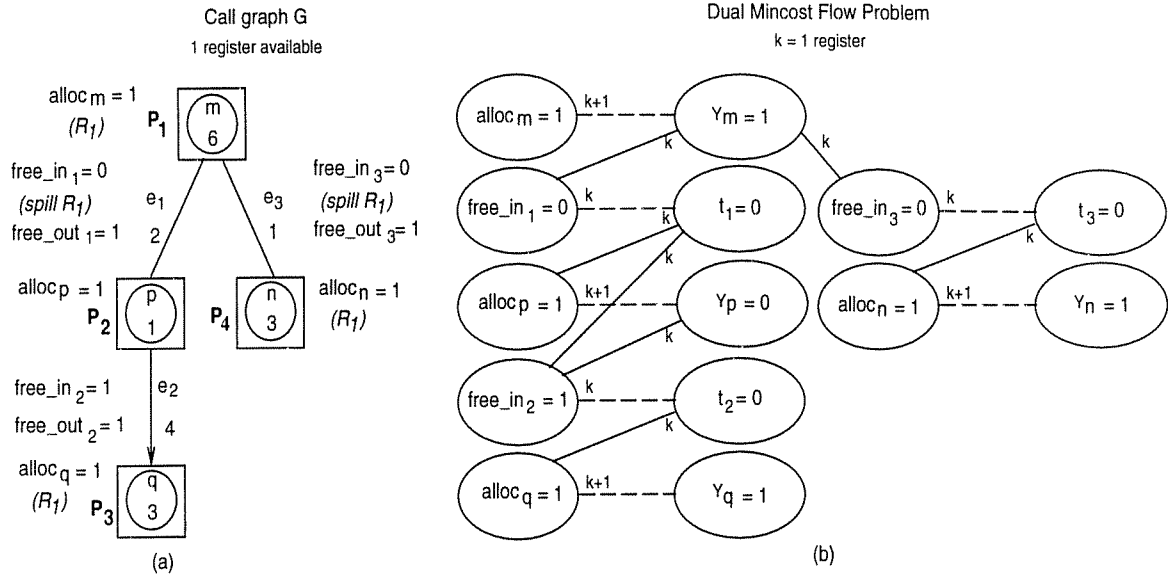 Call graph G
1 register available
alloc m = 1
(R1)
P1
m
6
free_in 1 = 0
(spill R1)
free_out 1 = 1
e1
2
e3
1
free_in 3 = 0
(spill R1)
free_out 3 = 1
alloc p = 1
P2
p
1
P4
n
3
alloc n = 1
(R1)
free_in 2 = 1
free_out 2 = 1
e2
4
alloc q = 1
(R1)
P3
q
3
(a)
Dual Mincost Flow Problem
k = 1 register
alloc m = 1
k+1
Ym = 1
k
k
free_in 1 = 0
k
t1 = 0
k
k
free_in 3 = 0
k
t3 = 0
k
alloc p = 1
k+1
Yp = 0
k
alloc n = 1
k+1
Yn = 1
free_in 2 = 1
k
t2 = 0
k
alloc q = 1
k+1
Yq = 1
(b)